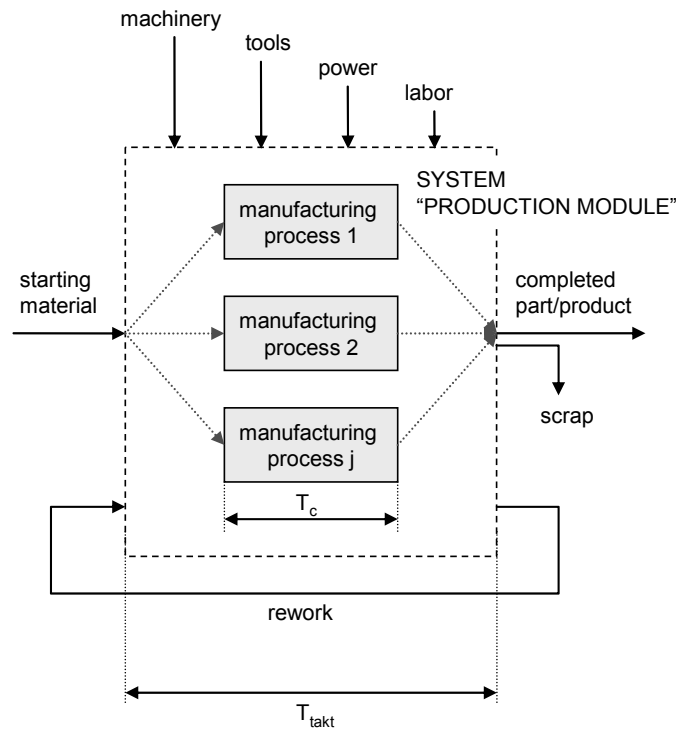 machinery
tools
power
labor
SYSTEM
“PRODUCTION MODULE”
manufacturing
process 1
starting
material
completed
part/product
manufacturing
process 2
scrap
manufacturing
process j
Tc
rework
Ttakt